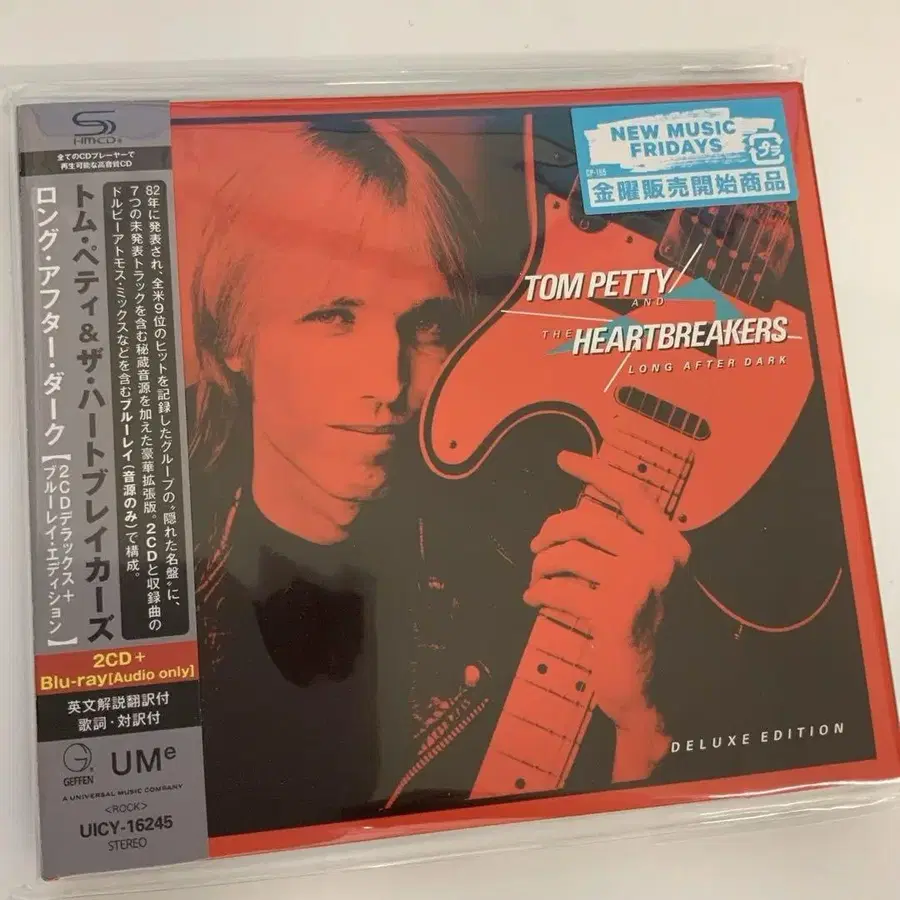 HMCD
全てのCDプレーヤーで
再生可能な高音質CD
トム・ペティ&ザ・ハートブレイカーズ
ロング・アフター・ダーク【2CDデラックス+
ブルーレイ・エディション】
82年に発表され、全米9位のヒットを記録したグループの“隠れた名盤”に、
7つの未発表トラックを含む秘蔵音源を加えた豪華拡張版。2CDと収録曲の
ドルビーアトモス・ミックスなどを含むブルーレイ(音源のみ)で構成。
2CD +
Blu-ray[Audio only]
英文解説翻訳付
歌詞・対訳付
G
GEFFEN
UMe
A UNIVERSAL MUSIC COMPANY
<ROCK>
UICY-16245
STEREO
NEW MUSIC
FRIDAYS
CP-195
金曜販売開始商品
TOM PETTY
AND
THE HEARTBREAKERS
LONG AFTER DARK
DELUXE EDITION